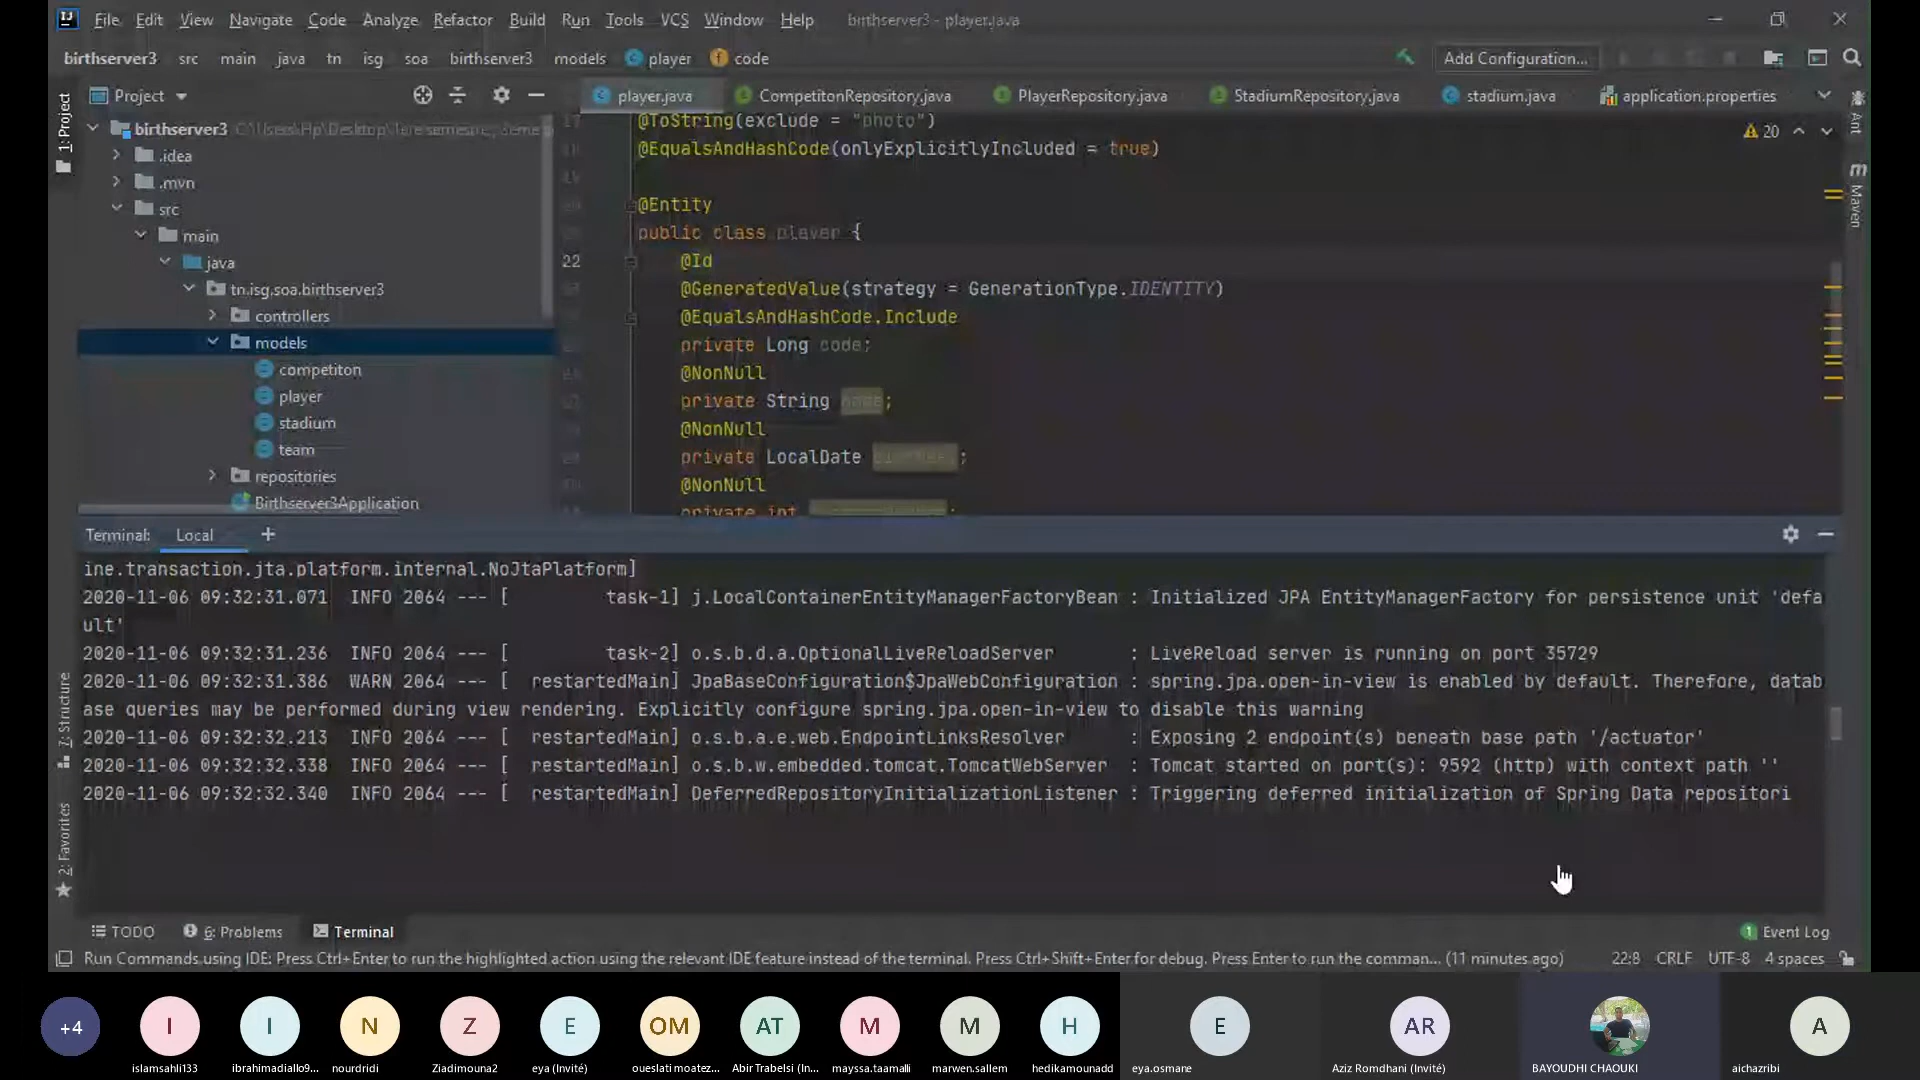 File Edit View Navigate Code Analyze Refactor Build Run Tools VCS Window Help birthserver3 - player.java
birthserver3 src main java tn isg soa birthserver3 models player code Add Configuration...
1: Project
Project
player.java CompetitonRepository.java PlayerRepository.java StadiumRepository.java stadium.java application.properties
birthserver3
.idea
.mvn
src
main
java
tn.isg.soa.birthserver3
controllers
models
competiton
player
stadium
team
repositories
Birthserver3Application
@ToString(exclude = "photo")
@EqualsAndHashCode(onlyExplicitlyIncluded = true)
@Entity
public class player {
22 @Id
@GeneratedValue(strategy = GenerationType.IDENTITY)
@EqualsAndHashCode.Include
private Long code;
@NonNull
private String name;
@NonNull
private LocalDate
@NonNull
private int
20
Ant
Maven
Terminal: Local +
ine.transaction.jta.platform.internal.NoJtaPlatform]
2020-11-06 09:32:31.071 INFO 2064 --- [ task-1] j.LocalContainerEntityManagerFactoryBean : Initialized JPA EntityManagerFactory for persistence unit 'defa
ult'
2020-11-06 09:32:31.236 INFO 2064 --- [ task-2] o.s.b.d.a.OptionalLiveReloadServer : LiveReload server is running on port 35729
2020-11-06 09:32:31.386 WARN 2064 --- [ restartedMain] JpaBaseConfiguration$JpaWebConfiguration : spring.jpa.open-in-view is enabled by default. Therefore, datab
ase queries may be performed during view rendering. Explicitly configure spring.jpa.open-in-view to disable this warning
2020-11-06 09:32:32.213 INFO 2064 --- [ restartedMain] o.s.b.a.e.web.EndpointLinksResolver : Exposing 2 endpoint(s) beneath base path '/actuator'
2020-11-06 09:32:32.338 INFO 2064 --- [ restartedMain] o.s.b.w.embedded.tomcat.TomcatWebServer : Tomcat started on port(s): 9592 (http) with context path ''
2020-11-06 09:32:32.340 INFO 2064 --- [ restartedMain] DeferredRepositoryInitializationListener : Triggering deferred initialization of Spring Data repositori
7: Structure
2: Favorites
TODO 6: Problems Terminal 1 Event Log
Run Commands using IDE: Press Ctrl+Enter to run the highlighted action using the relevant IDE feature instead of the terminal. Press Ctrl+Shift+Enter for debug. Press Enter to run the comman... (11 minutes ago) 22:8 CRLF UTF-8 4 spaces
+4 I I N Z E OM AT M M H E AR A
islamsahli133 ibrahimadiallo9... nourdridi Ziadimouna2 eya (Invité) oueslati moatez... Abir Trabelsi (In... mayssa.taamalli marwen.sallem hedikamounadd eya.osmane Aziz Romdhani (Invité) BAYOUDHI CHAOUKI aichazribi